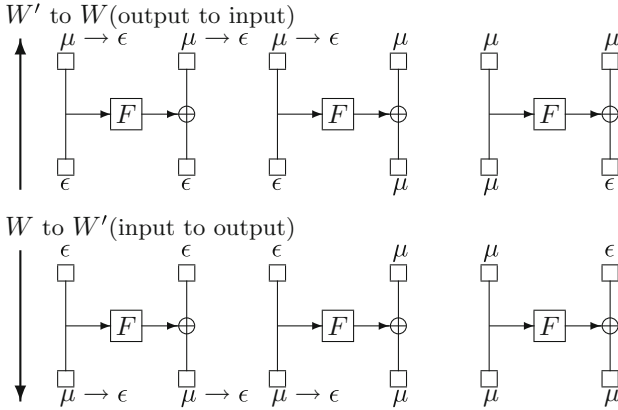 W′ to W(output to input)
μ → ϵ μ → ϵ μ → ϵ μ μ μ
F F F
ϵ ϵ ϵ μ μ ϵ
W to W′(input to output)
ϵ ϵ ϵ μ μ ϵ
F F F
μ → ϵ μ → ϵ μ → ϵ μ μ μ